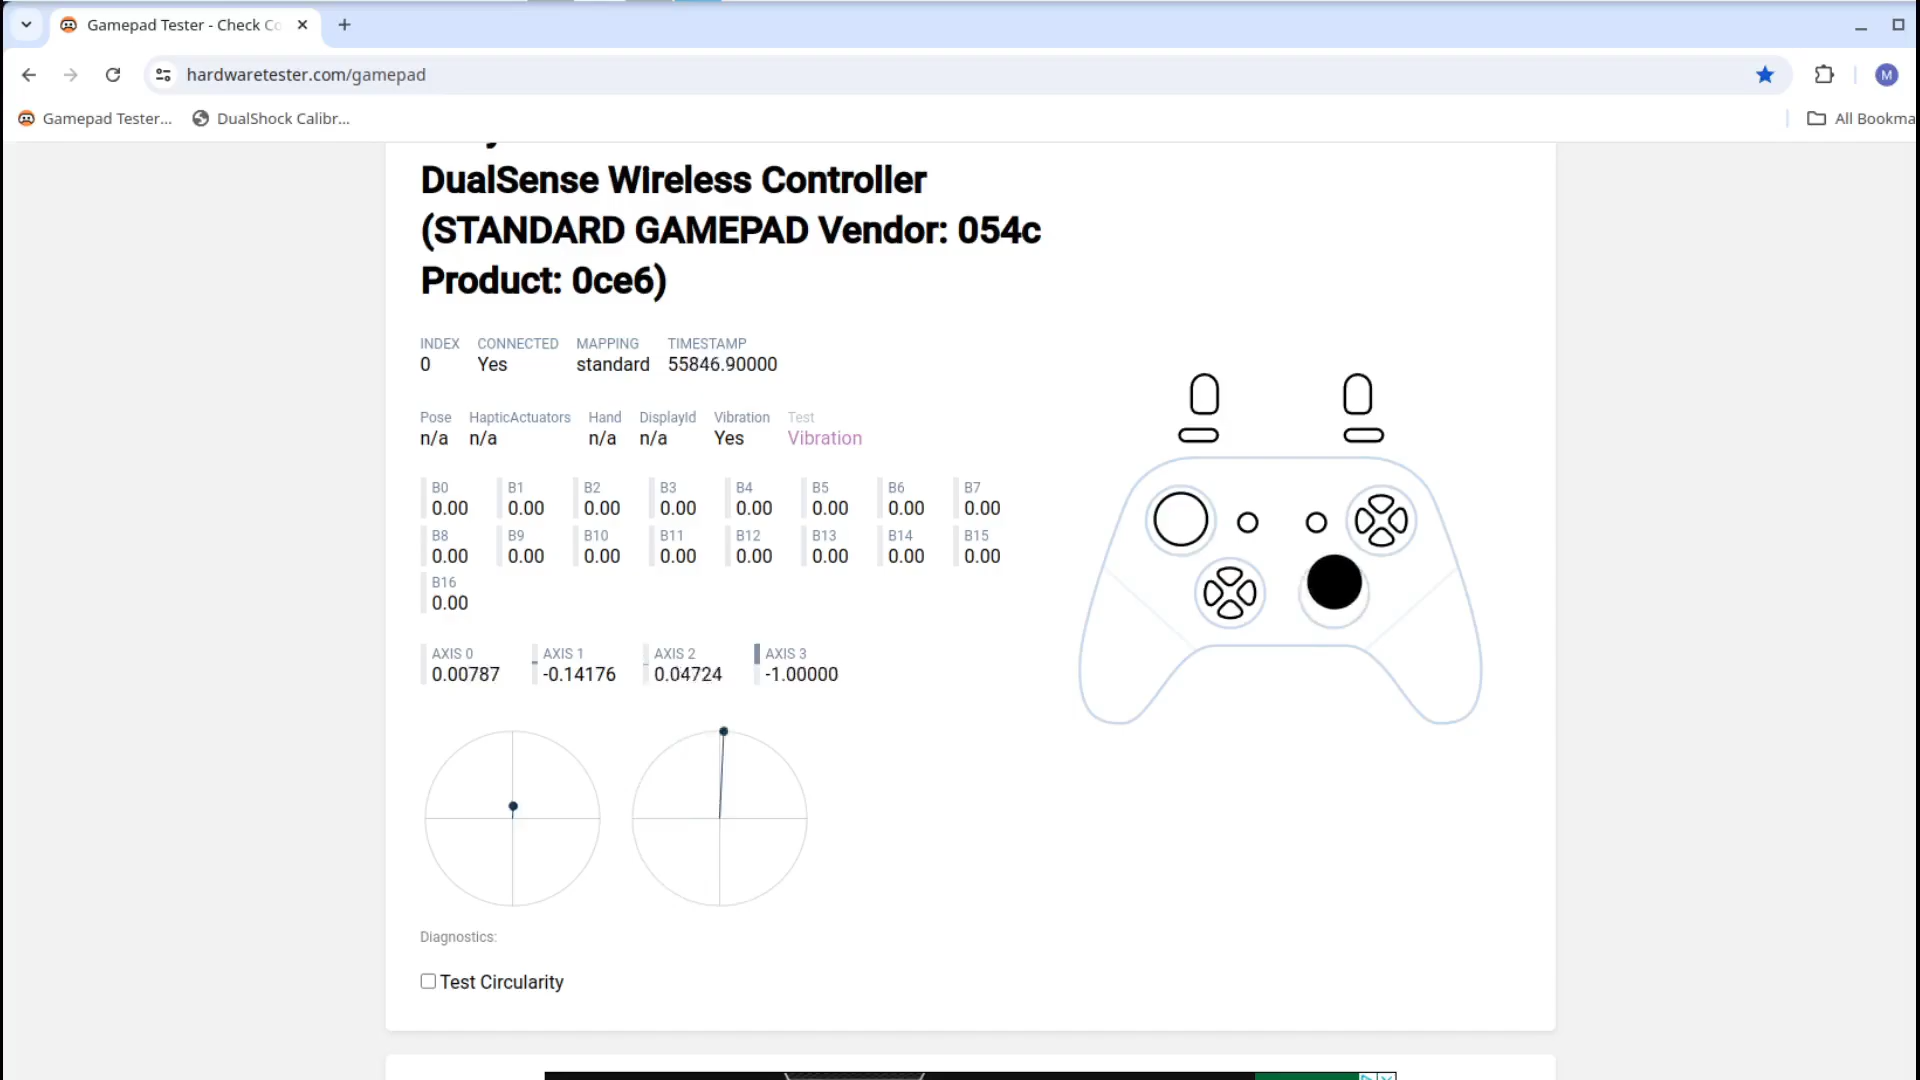 Gamepad Tester - Check Co
hardwaretester.com/gamepad
M
Gamepad Tester...
DualShock Calibr...
All Bookma
DualSense Wireless Controller
(STANDARD GAMEPAD Vendor: 054c
Product: 0ce6)
INDEX CONNECTED MAPPING TIMESTAMP
0 Yes standard 55846.90000
Pose HapticActuators Hand DisplayId Vibration Test
n/a n/a n/a n/a Yes Vibration
B0 B1 B2 B3 B4 B5 B6 B7
0.00 0.00 0.00 0.00 0.00 0.00 0.00 0.00
B8 B9 B10 B11 B12 B13 B14 B15
0.00 0.00 0.00 0.00 0.00 0.00 0.00 0.00
B16
0.00
AXIS 0 AXIS 1 AXIS 2 AXIS 3
0.00787 -0.14176 0.04724 -1.00000
Diagnostics:
Test Circularity